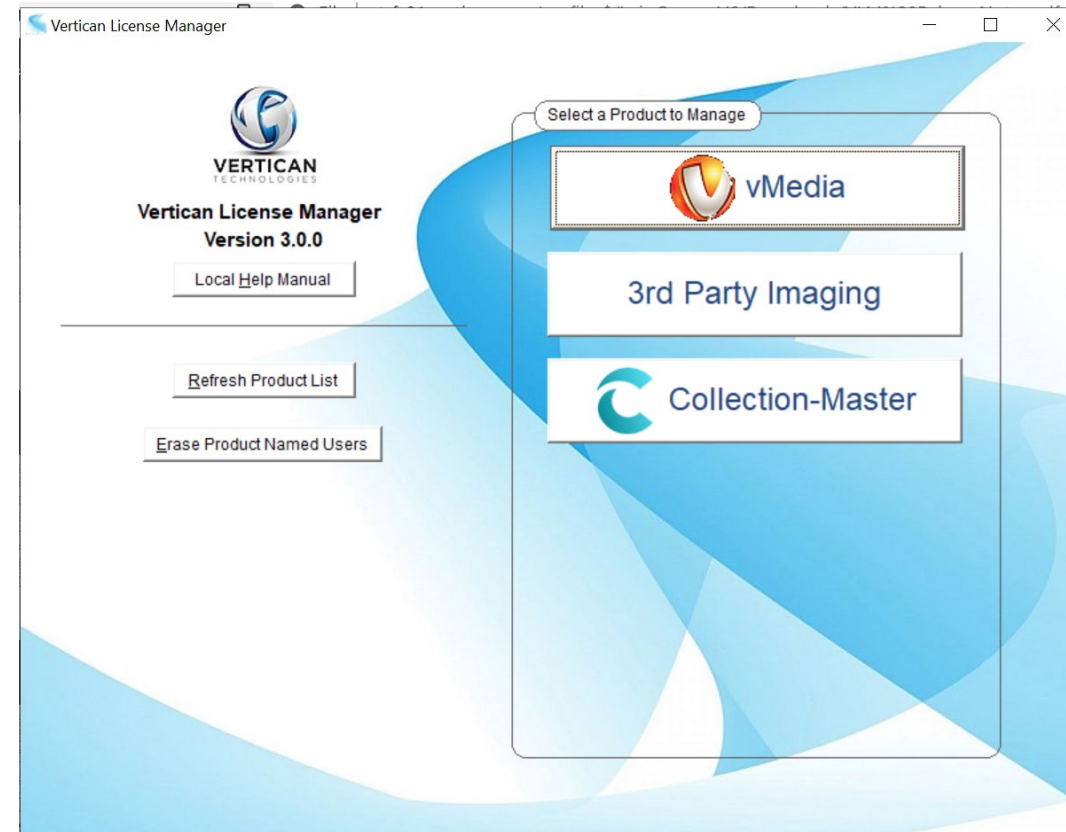 Vertican License Manager
VERTICAN
TECHNOLOGIES
Vertican License Manager
Version 3.0.0
Local Help Manual
Refresh Product List
Erase Product Named Users
Select a Product to Manage
vMedia
3rd Party Imaging
Collection-Master